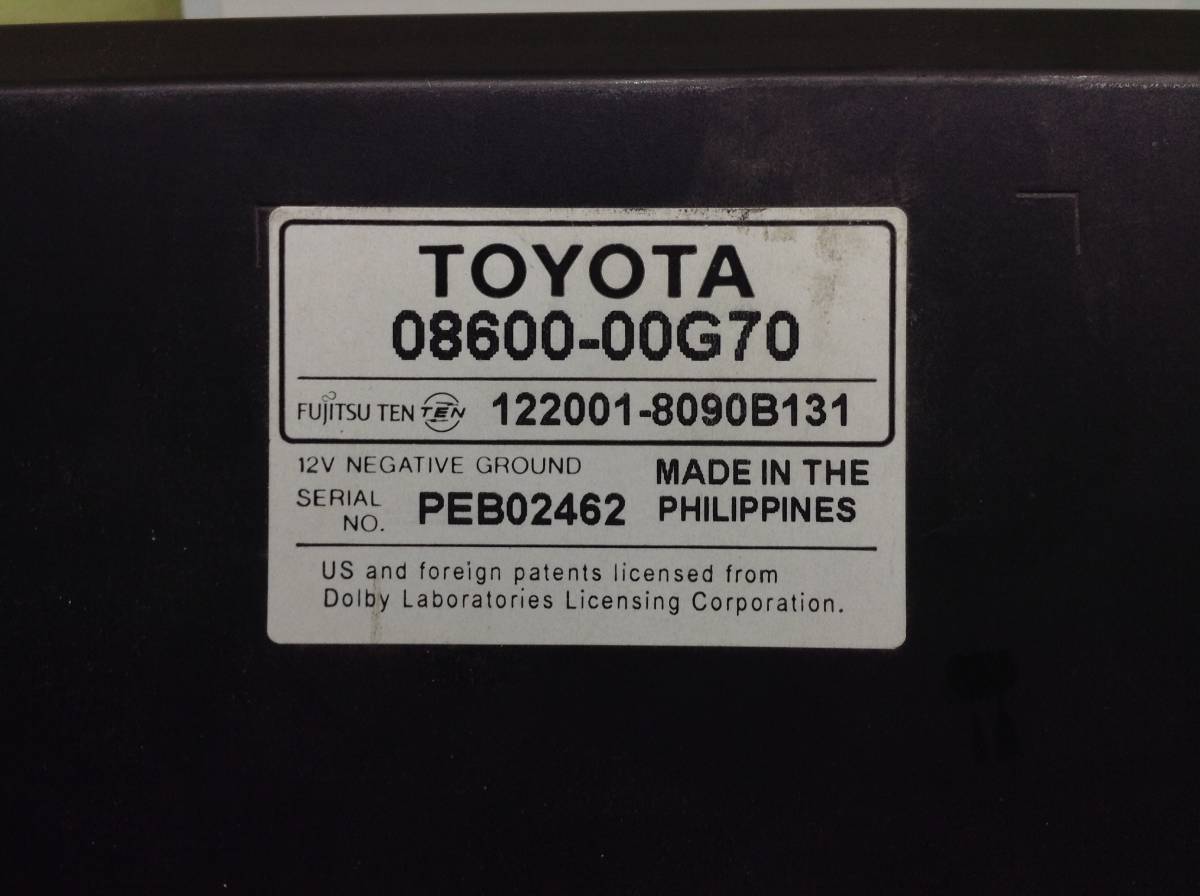 TOYOTA
08600-00G70
FUJITSU TEN TEN 122001-8090B131
12V NEGATIVE GROUND MADE IN THE
SERIAL NO. PEB02462 PHILIPPINES
US and foreign patents licensed from
Dolby Laboratories Licensing Corporation.